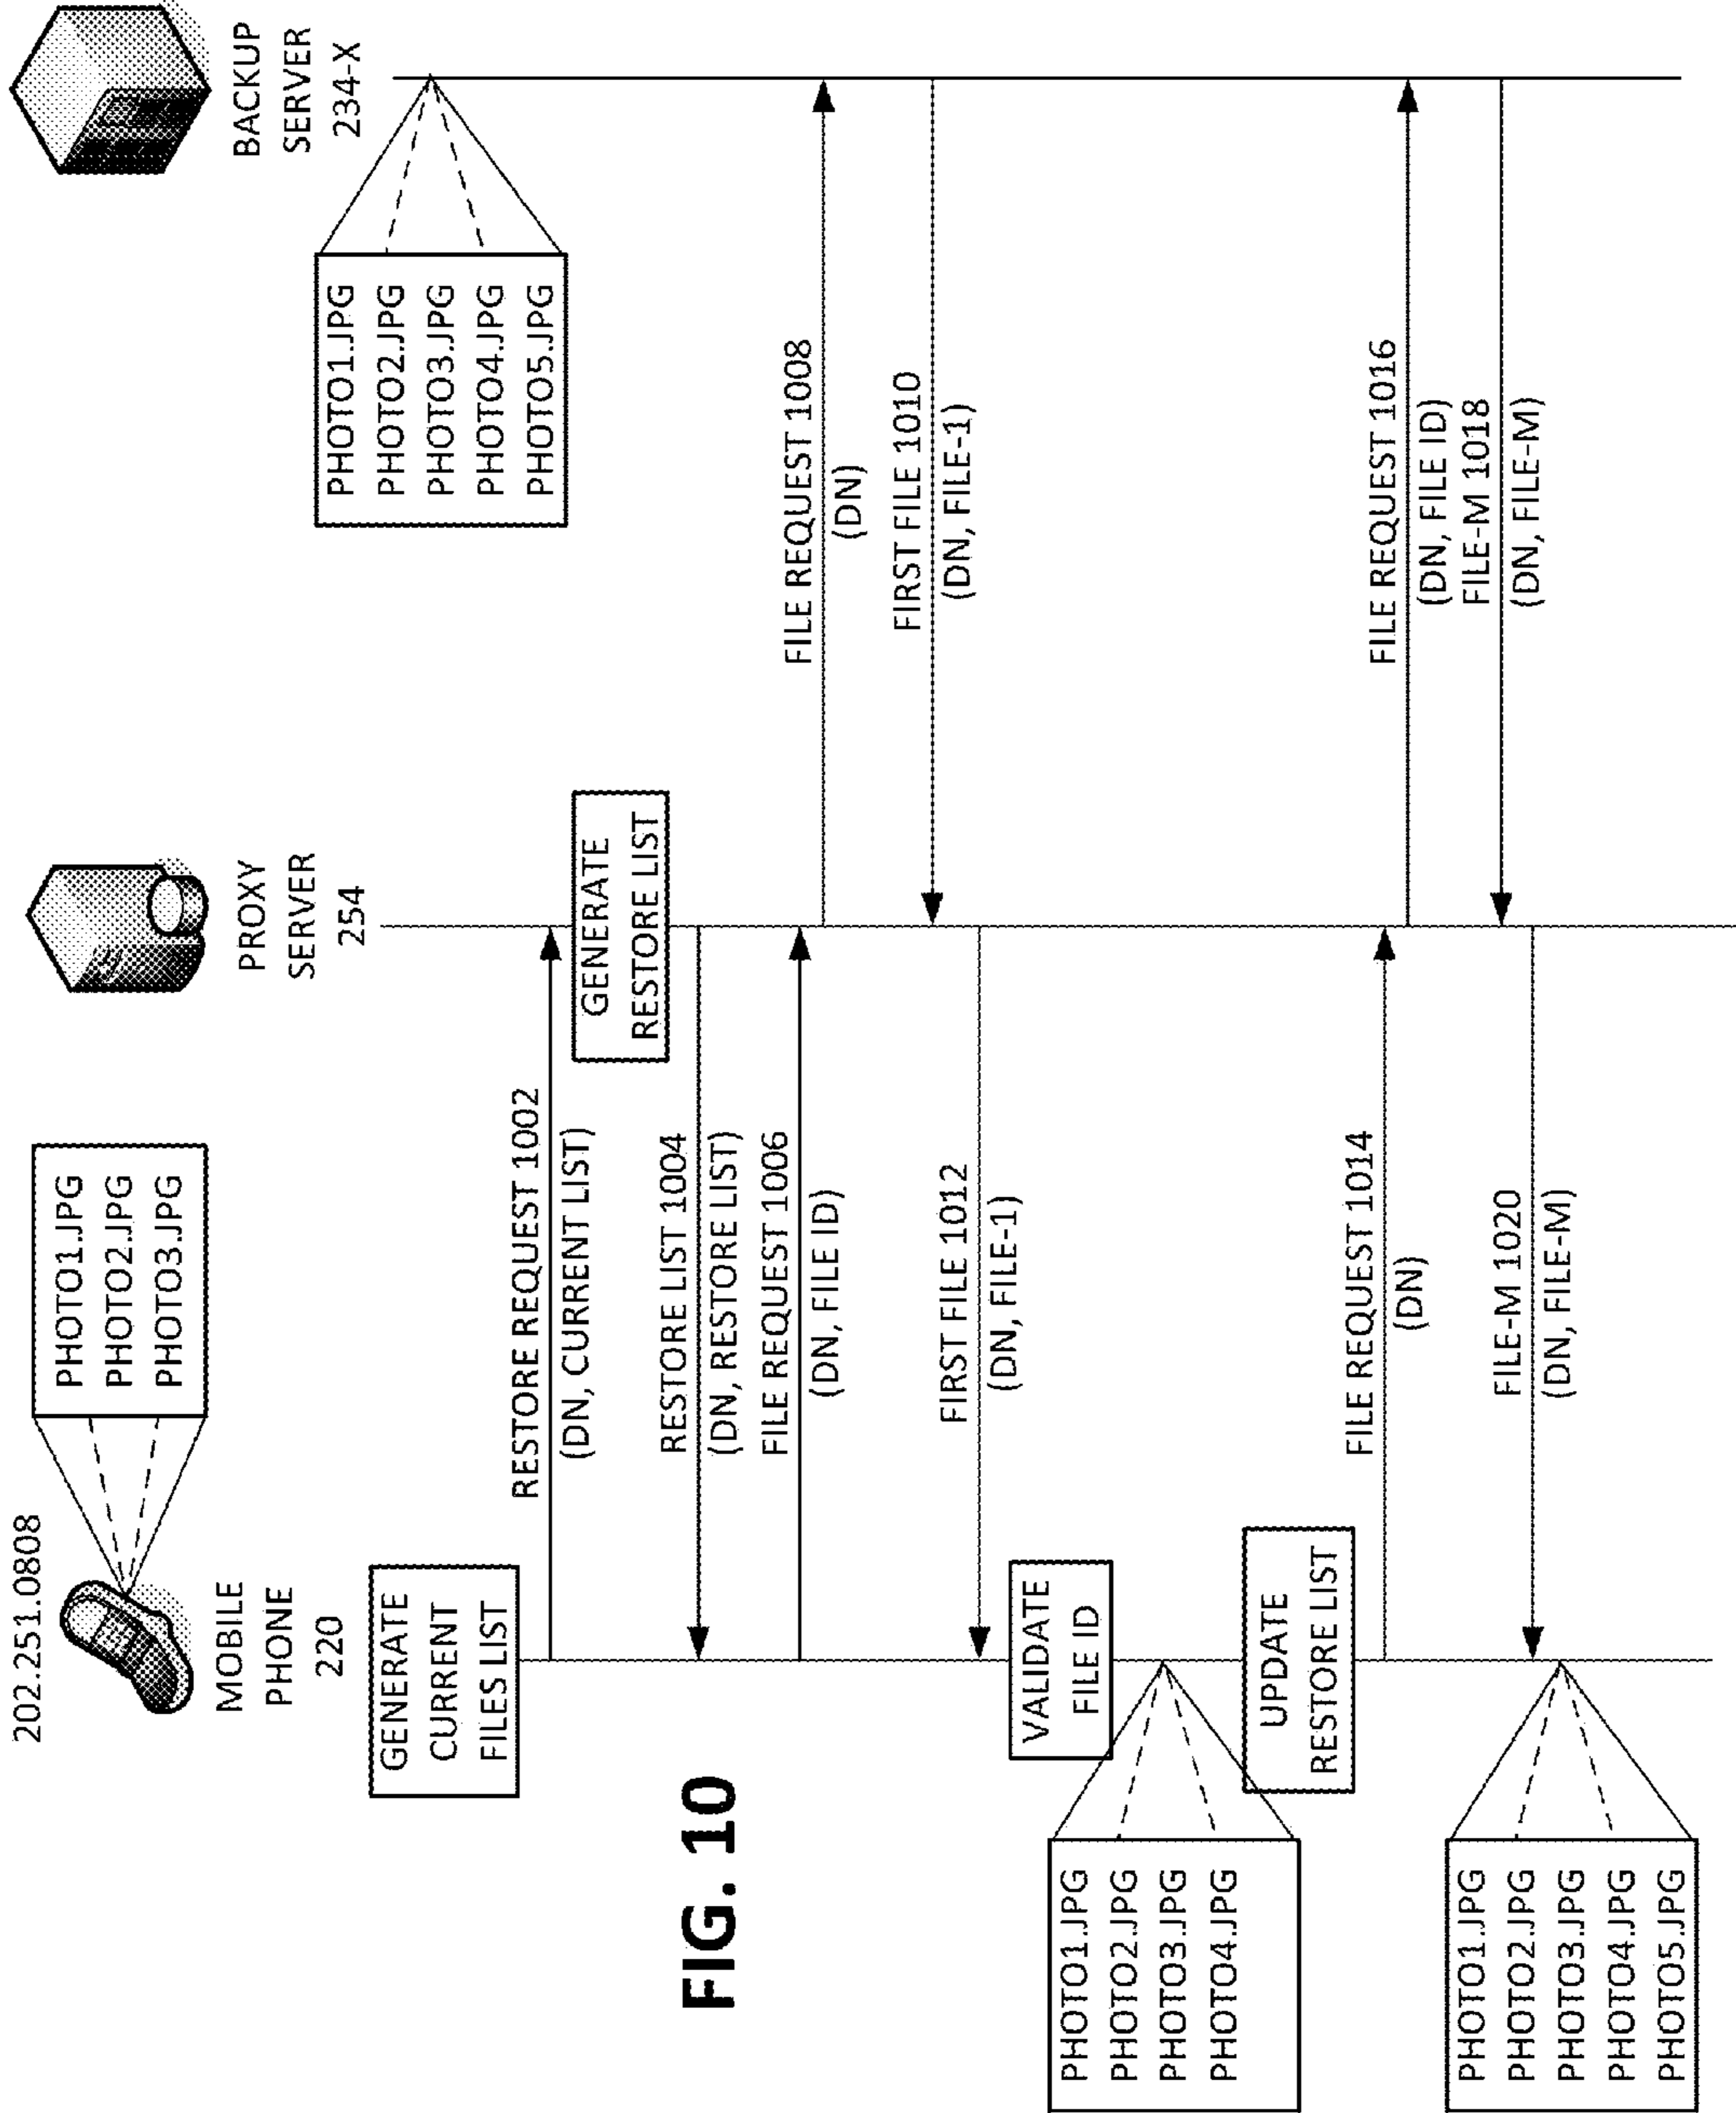 202.251.0808
MOBILE
PHONE
220
PHOTO1.JPG
PHOTO2.JPG
PHOTO3.JPG
PROXY
SERVER
254
BACKUP
SERVER
234-X
PHOTO1.JPG
PHOTO2.JPG
PHOTO3.JPG
PHOTO4.JPG
PHOTO5.JPG
GENERATE
CURRENT
FILES LIST
RESTORE REQUEST 1002
(DN, CURRENT LIST)
GENERATE
RESTORE LIST
RESTORE LIST 1004
(DN, RESTORE LIST)
FILE REQUEST 1006
(DN, FILE ID)
FILE REQUEST 1008
(DN)
FIRST FILE 1010
(DN, FILE-1)
FIRST FILE 1012
(DN, FILE-1)
VALIDATE
FILE ID
PHOTO1.JPG
PHOTO2.JPG
PHOTO3.JPG
PHOTO4.JPG
UPDATE
RESTORE LIST
FILE REQUEST 1014
(DN)
FILE REQUEST 1016
(DN, FILE ID)
FILE-M 1018
(DN, FILE-M)
FILE-M 1020
(DN, FILE-M)
PHOTO1.JPG
PHOTO2.JPG
PHOTO3.JPG
PHOTO4.JPG
PHOTO5.JPG
FIG. 10